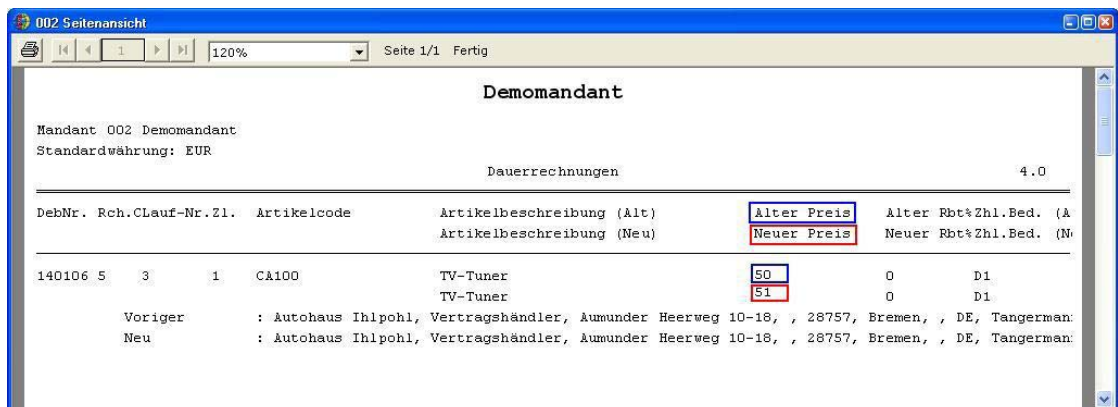 002 Seitenansicht
1 120% Seite 1/1 Fertig
Demomandant
Mandant 002 Demomandant
Standardwährung: EUR
Dauerrechnungen 4.0
DebNr. Rch.CLauf-Nr.Zl. Artikelcode Artikelbeschreibung (Alt) Alter Preis Alter Rbt%Zhl.Bed. (A
Artikelbeschreibung (Neu) Neuer Preis Neuer Rbt%Zhl.Bed. (N
140106 5 3 1 CA100 TV-Tuner 50 0 D1
TV-Tuner 51 0 D1
Voriger : Autohaus Ihlpohl, Vertragshändler, Aumunder Heerweg 10-18, , 28757, Bremen, , DE, Tangerman
Neu : Autohaus Ihlpohl, Vertragshändler, Aumunder Heerweg 10-18, , 28757, Bremen, , DE, Tangerman